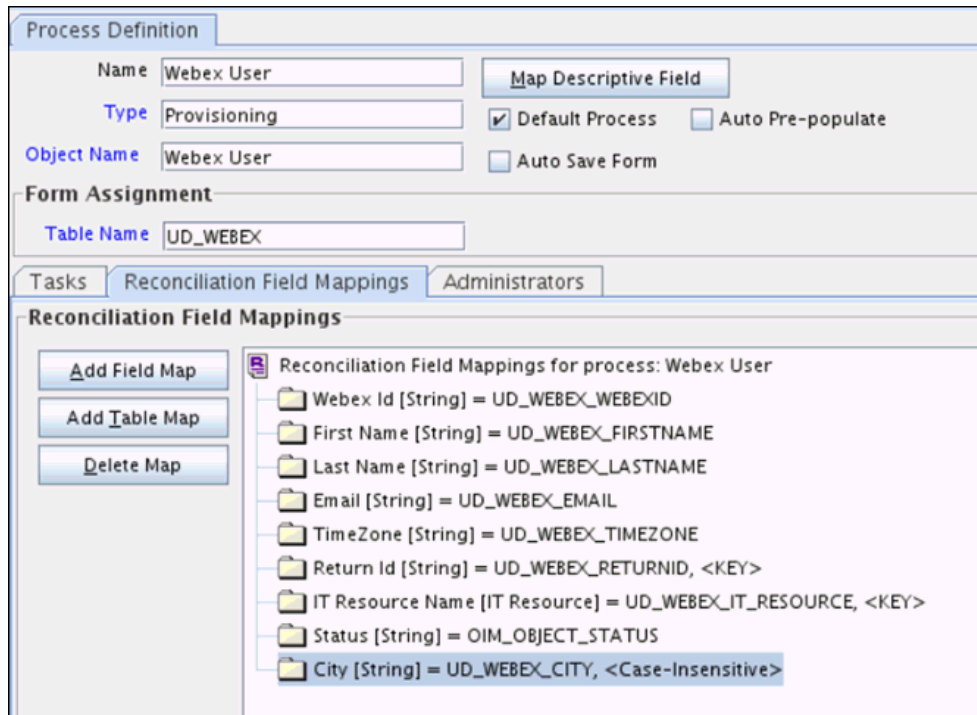 Process Definition
Name Webex User Map Descriptive Field
Type Provisioning Default Process Auto Pre-populate
Object Name Webex User Auto Save Form
Form Assignment
Table Name UD_WEBEX
Tasks Reconciliation Field Mappings Administrators
Reconciliation Field Mappings
Add Field Map
Add Table Map
Delete Map
Reconciliation Field Mappings for process: Webex User
Webex Id [String] = UD_WEBEX_WEBEXID
First Name [String] = UD_WEBEX_FIRSTNAME
Last Name [String] = UD_WEBEX_LASTNAME
Email [String] = UD_WEBEX_EMAIL
TimeZone [String] = UD_WEBEX_TIMEZONE
Return Id [String] = UD_WEBEX_RETURNID, <KEY>
IT Resource Name [IT Resource] = UD_WEBEX_IT_RESOURCE, <KEY>
Status [String] = OIM_OBJECT_STATUS
City [String] = UD_WEBEX_CITY, <Case-Insensitive>